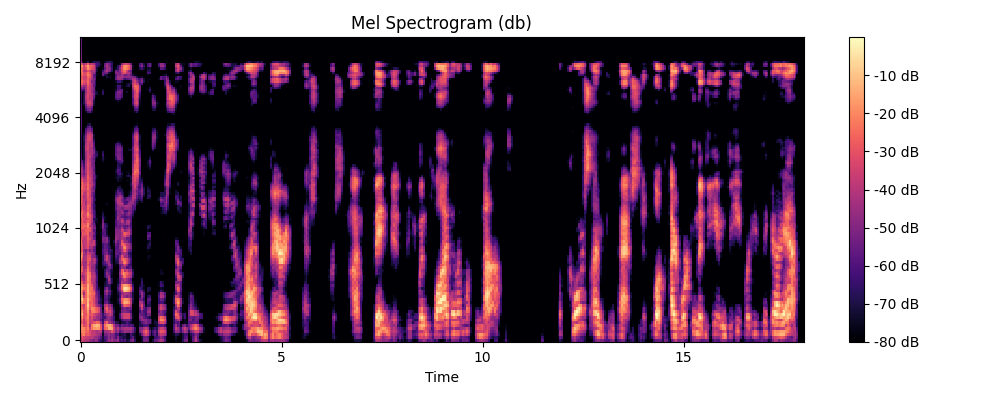 Mel Spectrogram (db)
8192
4096
2048
1024
512
0
Hz
0
5
10
15
Time
-10 dB
-20 dB
-30 dB
-40 dB
-50 dB
-60 dB
-70 dB
-80 dB